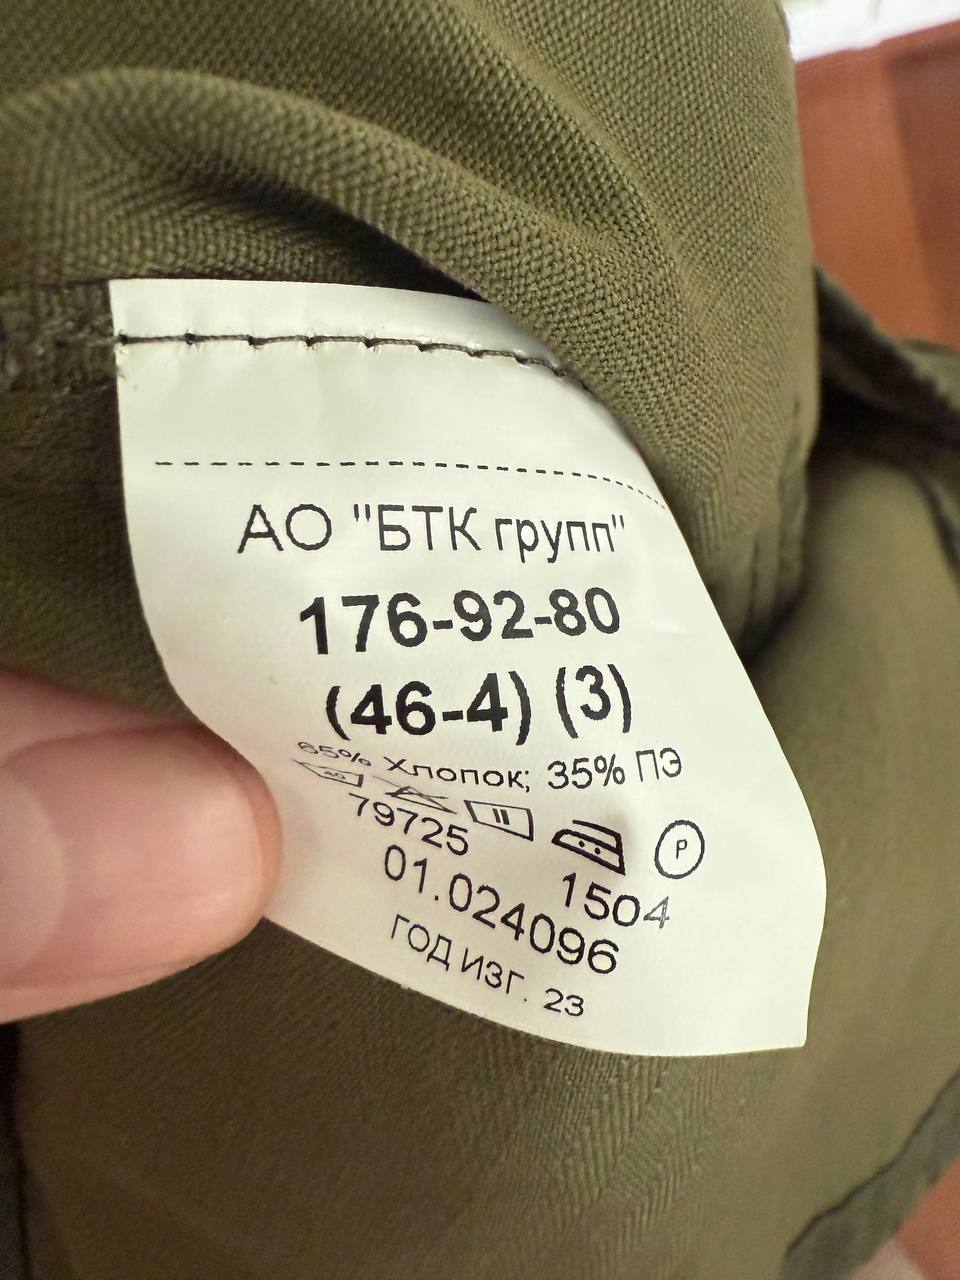 АО "БТК групп"
176-92-80
(46-4) (3)
65% Хлопок; 35% ПЭ
40 P
79725 1504
01.024096
ГОД ИЗГ. 23